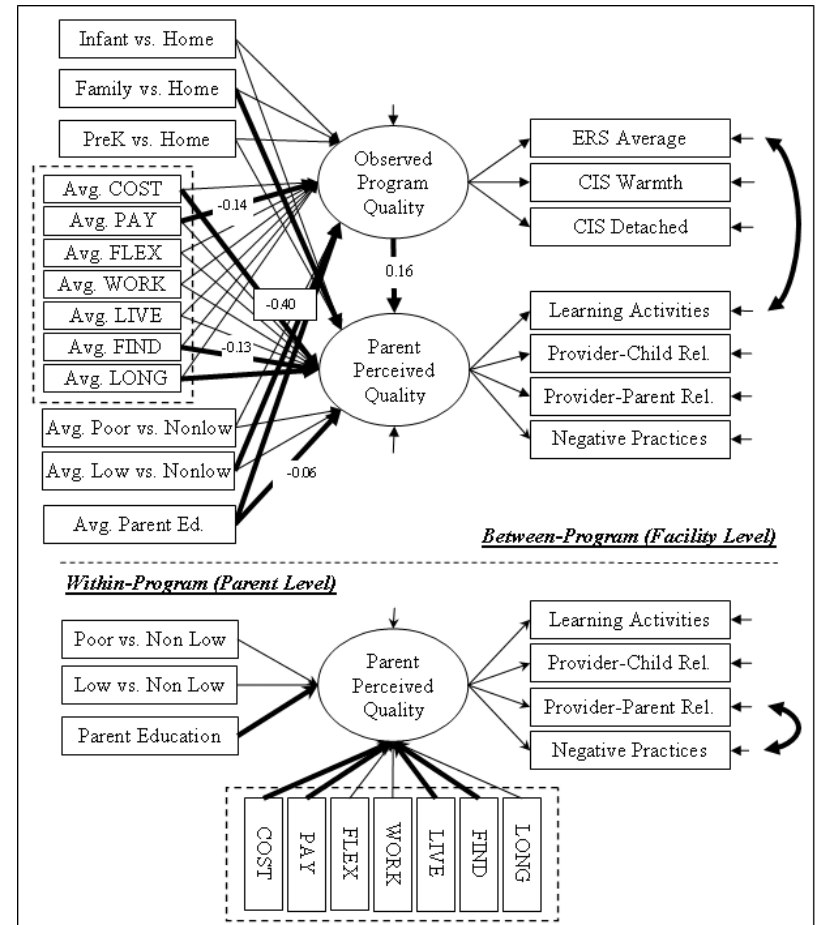 Infant vs. Home
Family vs. Home
PreK vs. Home
Avg. COST
Avg. PAY
Avg. FLEX
Avg. WORK
Avg. LIVE
Avg. FIND
Avg. LONG
Avg. Poor vs. Nonlow
Avg. Low vs. Nonlow
Avg. Parent Ed.
-0.14
-0.40
-0.13
-0.06
Observed
Program
Quality
0.16
Parent
Perceived
Quality
ERS Average
CIS Warmth
CIS Detached
Learning Activities
Provider-Child Rel.
Provider-Parent Rel.
Negative Practices
Between-Program (Facility Level)
Within-Program (Parent Level)
Poor vs. Non Low
Low vs. Non Low
Parent Education
Parent
Perceived
Quality
Learning Activities
Provider-Child Rel.
Provider-Parent Rel.
Negative Practices
COST
PAY
FLEX
WORK
LIVE
FIND
LONG